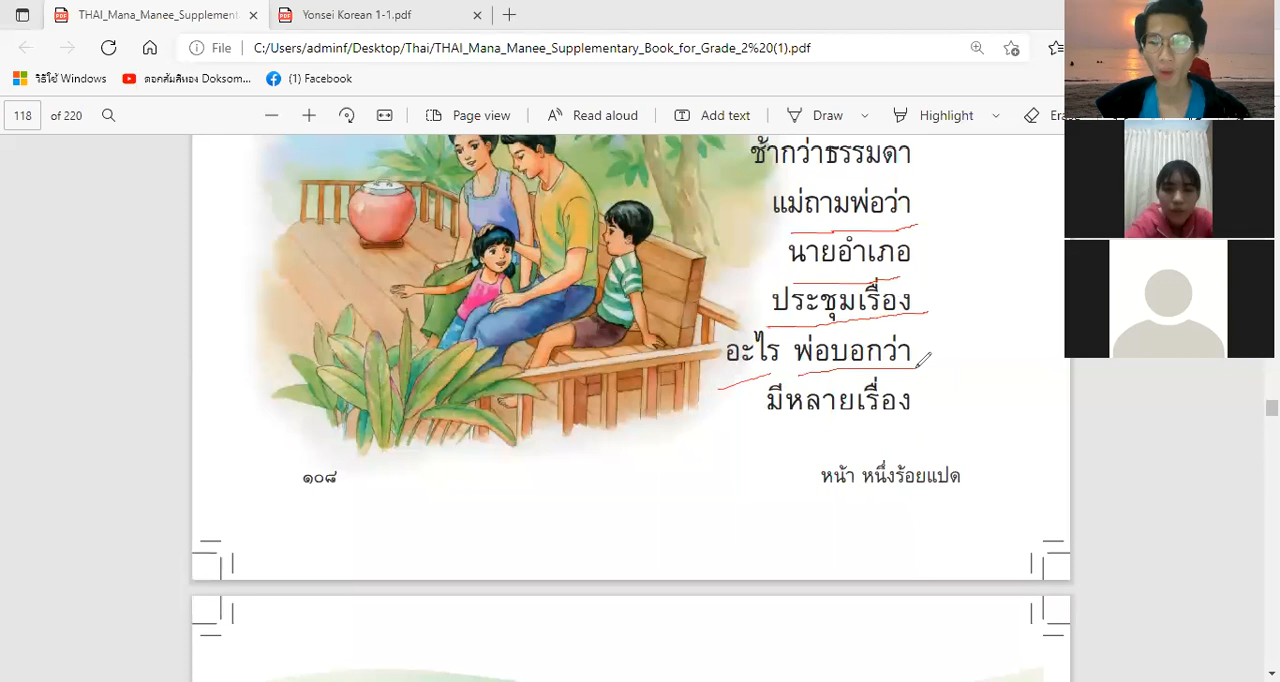 THAI_Mana_Manee_Supplementar
Yonsei Korean 1-1.pdf
File
C:/Users/adminf/Desktop/Thai/THAI_Mana_Manee_Supplementary_Book_for_Grade_2%20(1).pdf
วิธีใช้ Windows
ดอกส้มสีทอง Doksom...
(1) Facebook
118 of 220
Page view
Read aloud
Add text
Draw
Highlight
ช้ากว่าธรรมดา
แม่ถามพ่อว่า
นายอำเภอ
ประชุมเรื่อง
อะไร พ่อบอกว่า
มีหลายเรื่อง
๑๐๘
หน้า หนึ่งร้อยแปด